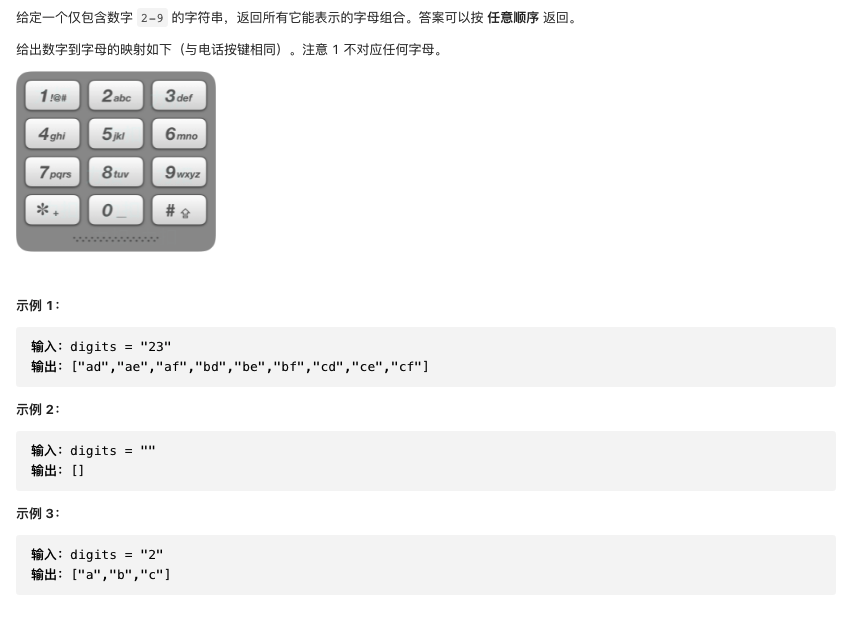 给定一个仅包含数字 2-9 的字符串，返回所有它能表示的字母组合。答案可以按 任意顺序 返回。
给出数字到字母的映射如下（与电话按键相同）。注意 1 不对应任何字母。
1 !@# 2 abc 3 def
4 ghi 5 jkl 6 mno
7 pqrs 8 tuv 9 wxyz
* + 0 _ # ⇧
示例 1：
输入：digits = "23"
输出：["ad","ae","af","bd","be","bf","cd","ce","cf"]
示例 2：
输入：digits = ""
输出：[]
示例 3：
输入：digits = "2"
输出：["a","b","c"]